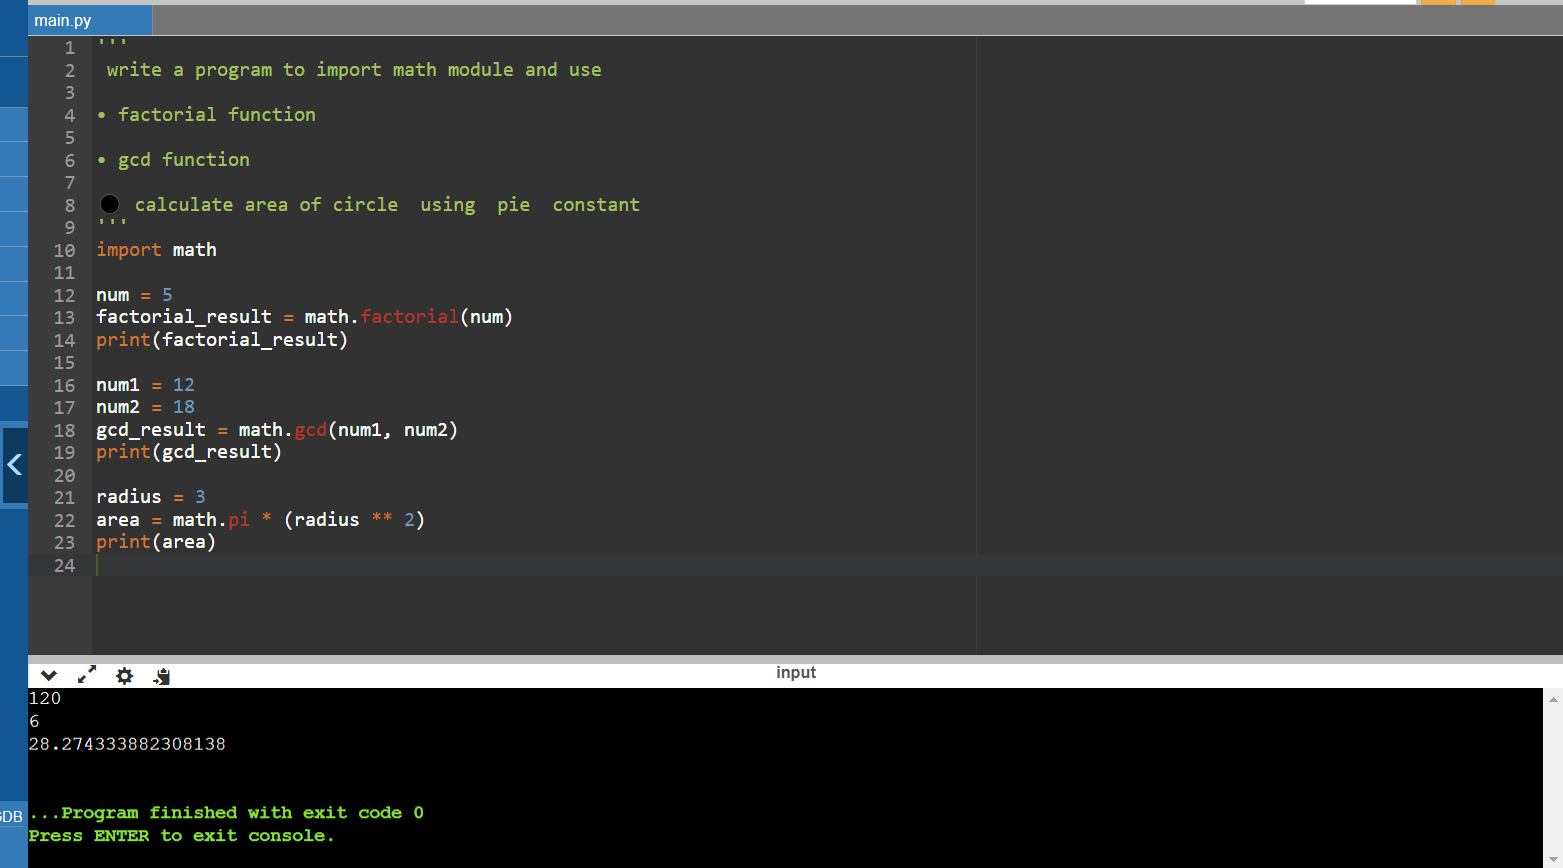 main.py
1 '''
2 write a program to import math module and use
3
4 • factorial function
5
6 • gcd function
7
8 ● calculate area of circle  using  pie  constant
9 '''
10 import math
11
12 num = 5
13 factorial_result = math.factorial(num)
14 print(factorial_result)
15
16 num1 = 12
17 num2 = 18
18 gcd_result = math.gcd(num1, num2)
19 print(gcd_result)
20
21 radius = 3
22 area = math.pi * (radius ** 2)
23 print(area)
24
input
120
6
28.274333882308138
...Program finished with exit code 0
Press ENTER to exit console.